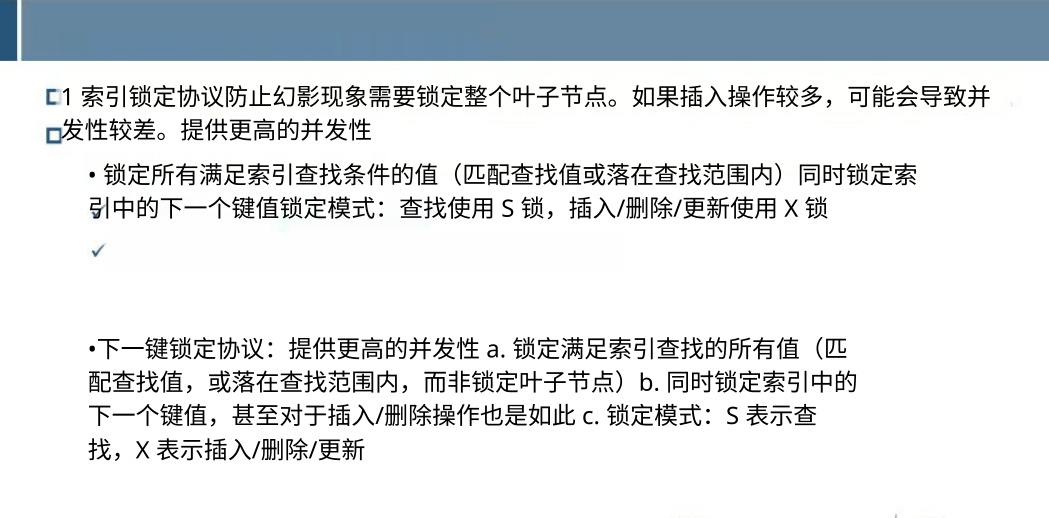 1 索引锁定协议防止幻影现象需要锁定整个叶子节点。如果插入操作较多，可能会导致并
发性较差。提供更高的并发性
• 锁定所有满足索引查找条件的值（匹配查找值或落在查找范围内）同时锁定索
引中的下一个键值锁定模式：查找使用 S 锁，插入/删除/更新使用 X 锁
•下一键锁定协议：提供更高的并发性 a. 锁定满足索引查找的所有值（匹
配查找值，或落在查找范围内，而非锁定叶子节点）b. 同时锁定索引中的
下一个键值，甚至对于插入/删除操作也是如此 c. 锁定模式：S 表示查
找，X 表示插入/删除/更新